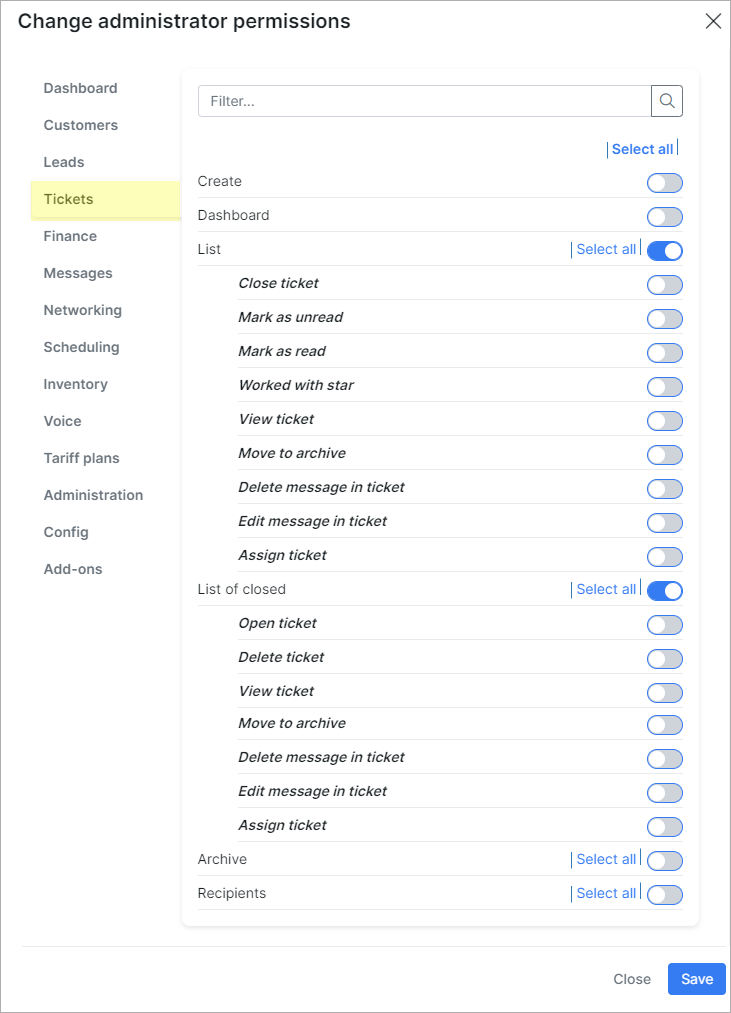 Change administrator permissions
Dashboard
Customers
Leads
Tickets
Finance
Messages
Networking
Scheduling
Inventory
Voice
Tariff plans
Administration
Config
Add-ons
Filter...
Select all
Create
Dashboard
List Select all
Close ticket
Mark as unread
Mark as read
Worked with star
View ticket
Move to archive
Delete message in ticket
Edit message in ticket
Assign ticket
List of closed Select all
Open ticket
Delete ticket
View ticket
Move to archive
Delete message in ticket
Edit message in ticket
Assign ticket
Archive Select all
Recipients Select all
Close Save